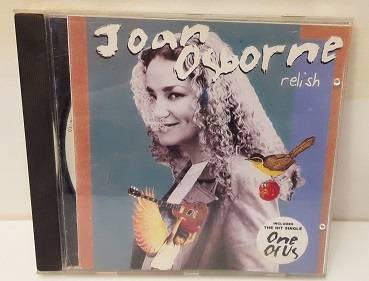 Joan
Osborne
relish
INCLUDES
THE HIT SINGLE
One
Of Us